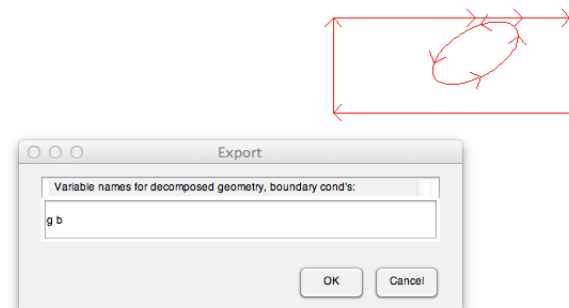 Export
Variable names for decomposed geometry, boundary cond's:
g b
OK
Cancel